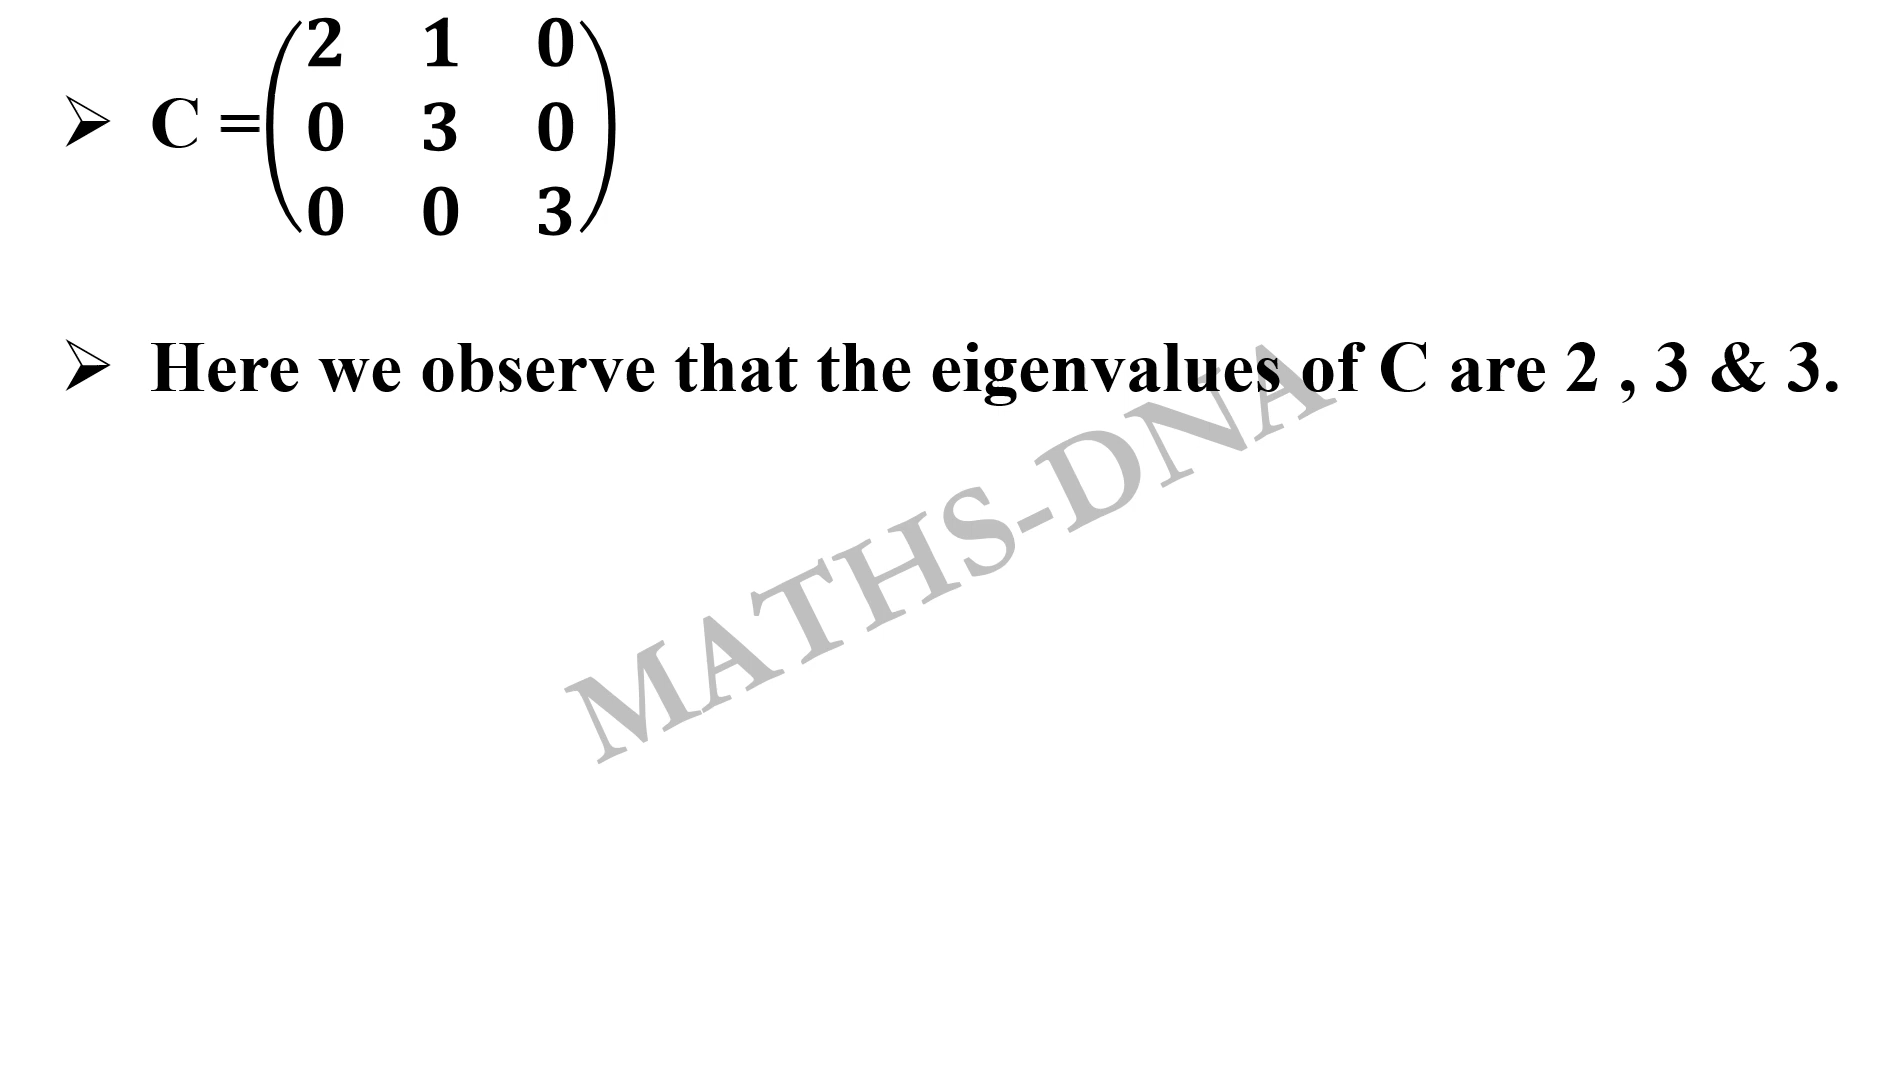 ➢ C = (2 1 0
0 3 0
0 0 3)
➢ Here we observe that the eigenvalues of C are 2 , 3 & 3.
MATHS-DNA